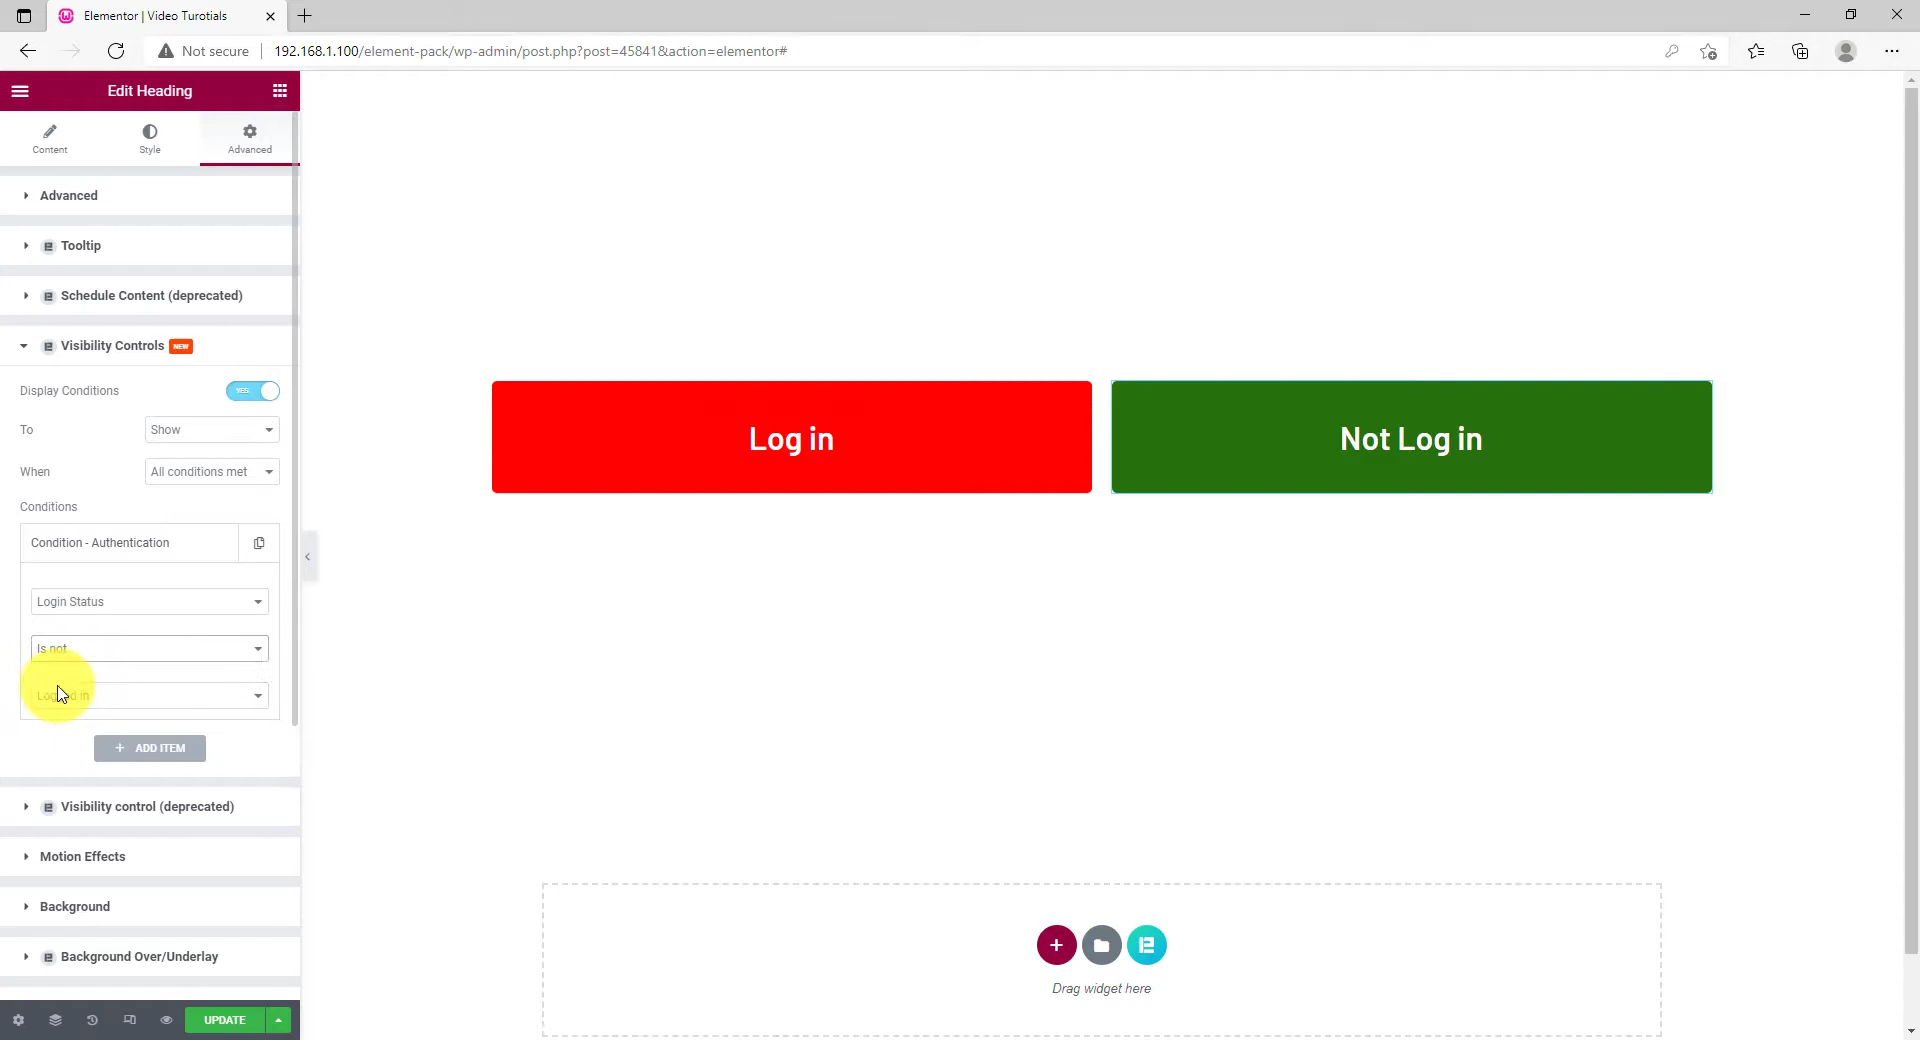 Elementor | Video Turotials
Not secure
192.168.1.100/element-pack/wp-admin/post.php?post=45841&action=elementor#
Edit Heading
Content
Style
Advanced
Advanced
Tooltip
Schedule Content (deprecated)
Visibility Controls NEW
Display Conditions YES
To Show
When All conditions met
Conditions
Condition - Authentication
Login Status
Is not
Logged in
ADD ITEM
Visibility control (deprecated)
Motion Effects
Background
Background Over/Underlay
UPDATE
Log in
Not Log in
Drag widget here